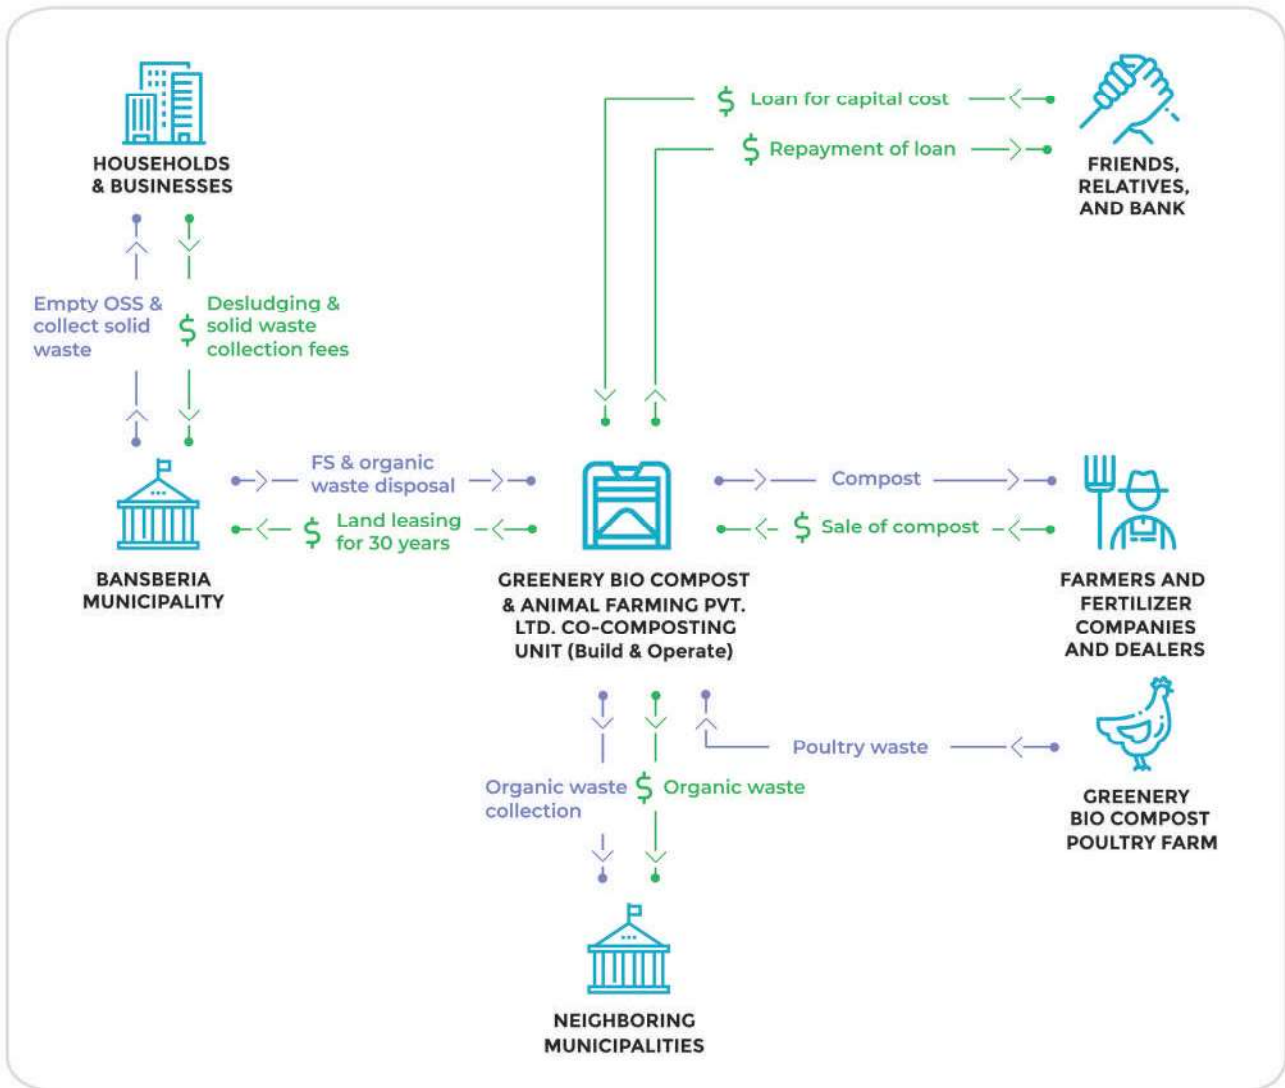 HOUSEHOLDS
& BUSINESSES
$ Loan for capital cost
$ Repayment of loan
FRIENDS,
RELATIVES,
AND BANK
Empty OSS &
collect solid
waste
$
Desludging &
solid waste
collection fees
FS & organic
waste disposal
$
Land leasing
for 30 years
Compost
$ Sale of compost
BANSBERIA
MUNICIPALITY
GREENERY BIO COMPOST
& ANIMAL FARMING PVT.
LTD. CO-COMPOSTING
UNIT (Build & Operate)
FARMERS AND
FERTILIZER
COMPANIES
AND DEALERS
Poultry waste
Organic waste
collection
$ Organic waste
GREENERY
BIO COMPOST
POULTRY FARM
NEIGHBORING
MUNICIPALITIES